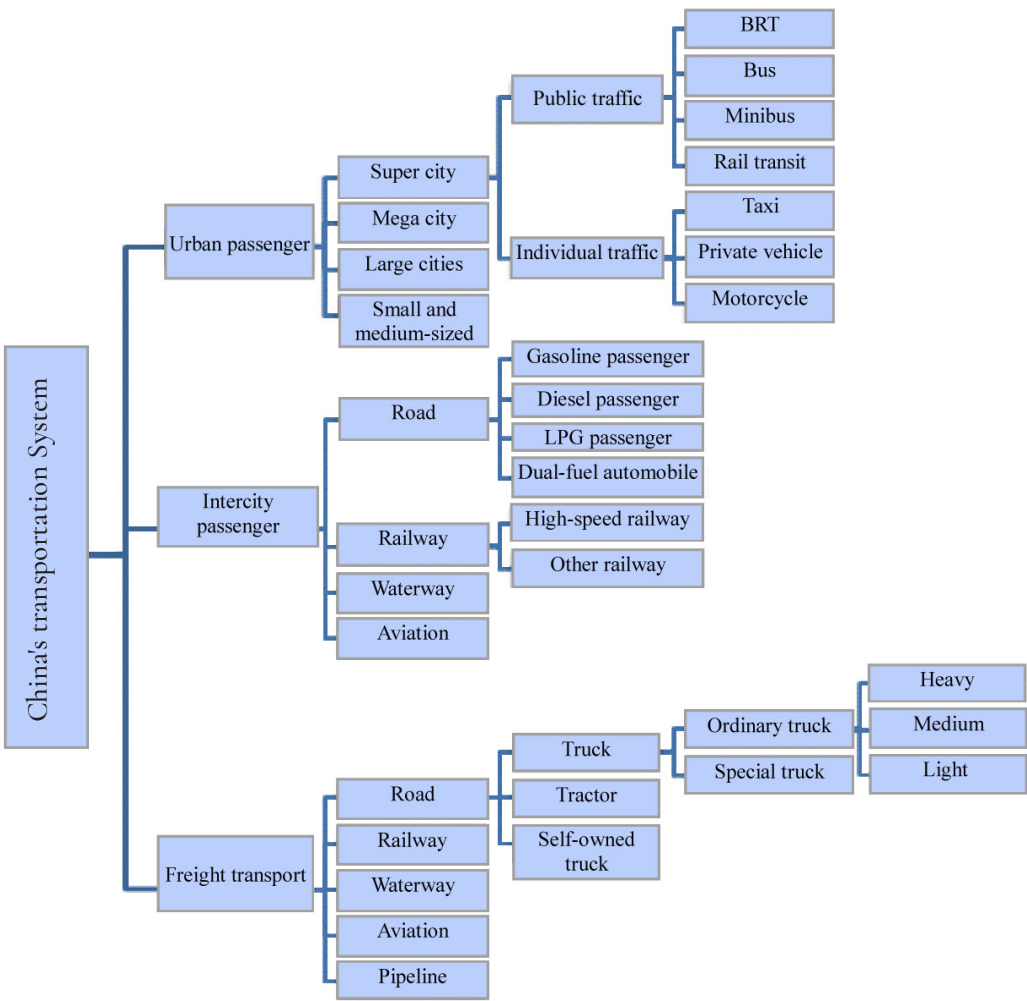 China's transportation System
Urban passenger
Super city
Public traffic
BRT
Bus
Minibus
Rail transit
Individual traffic
Taxi
Private vehicle
Motorcycle
Mega city
Large cities
Small and
medium-sized
Intercity
passenger
Road
Gasoline passenger
Diesel passenger
LPG passenger
Dual-fuel automobile
Railway
High-speed railway
Other railway
Waterway
Aviation
Freight transport
Road
Truck
Ordinary truck
Heavy
Medium
Light
Special truck
Tractor
Self-owned
truck
Railway
Waterway
Aviation
Pipeline